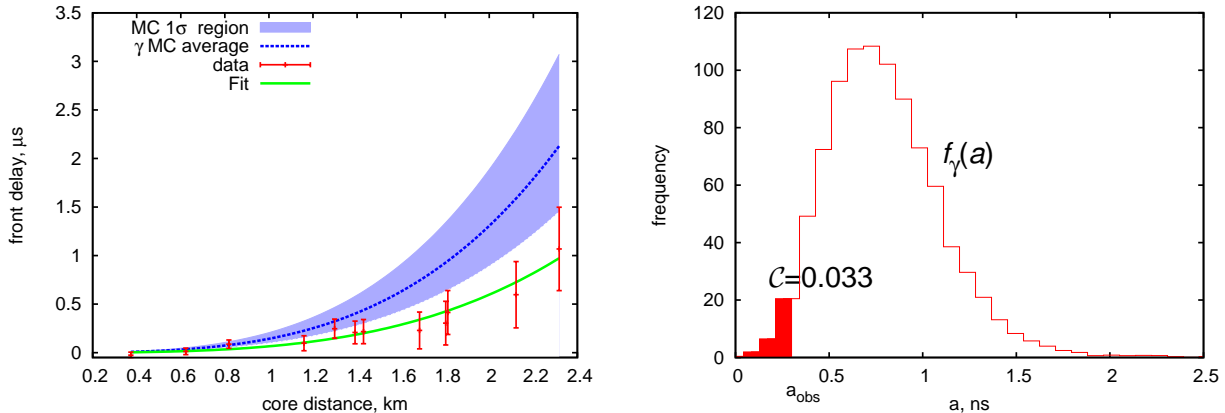 3.5
3
2.5
2
1.5
1
0.5
0
0.2 0.4 0.6 0.8 1 1.2 1.4 1.6 1.8 2 2.2 2.4
front delay, μs
core distance, km
MC 1σ region
γ MC average
data
Fit
120
100
80
60
40
20
0
0 0.5 1 1.5 2 2.5
frequency
a_obs
a, ns
f_γ(a)
C=0.033